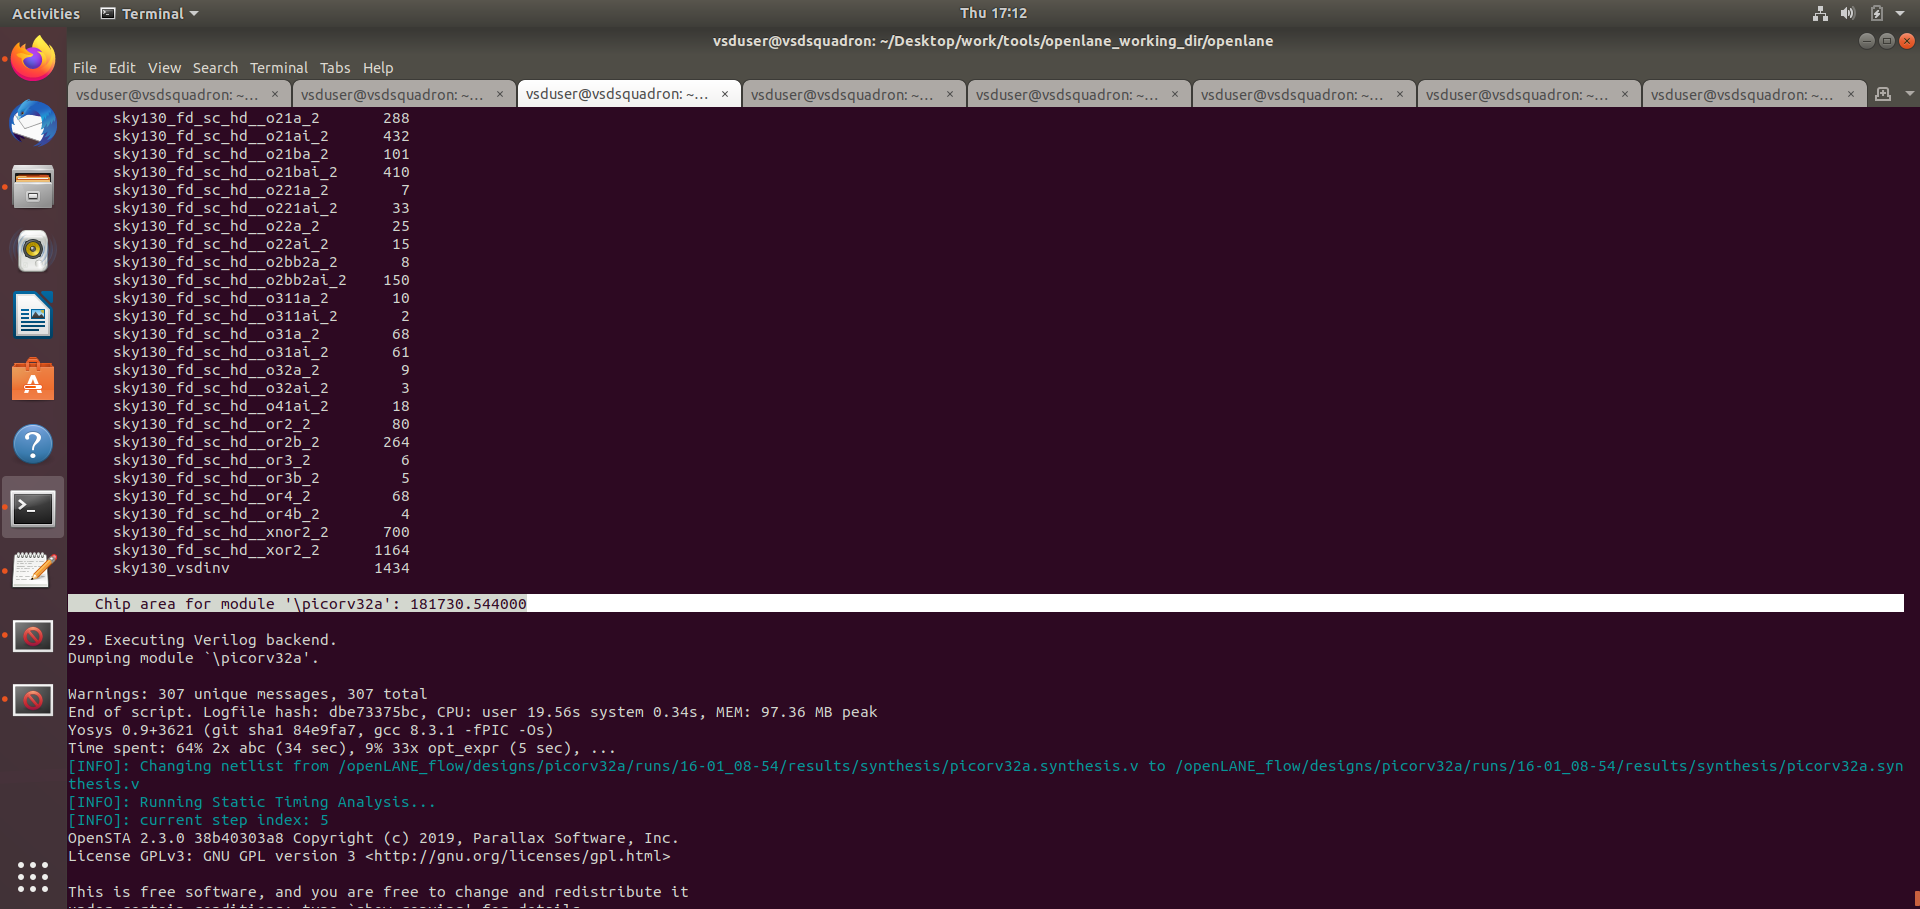 Activities Terminal Thu 17:12
vsduser@vsdsquadron: ~/Desktop/work/tools/openlane_working_dir/openlane
File Edit View Search Terminal Tabs Help
vsduser@vsdsquadron: ~... × vsduser@vsdsquadron: ~... × vsduser@vsdsquadron: ~... × vsduser@vsdsquadron: ~... × vsduser@vsdsquadron: ~... × vsduser@vsdsquadron: ~... × vsduser@vsdsquadron: ~... × vsduser@vsdsquadron: ~... ×
sky130_fd_sc_hd__o21a_2 288
sky130_fd_sc_hd__o21ai_2 432
sky130_fd_sc_hd__o21ba_2 101
sky130_fd_sc_hd__o21bai_2 410
sky130_fd_sc_hd__o221a_2 7
sky130_fd_sc_hd__o221ai_2 33
sky130_fd_sc_hd__o22a_2 25
sky130_fd_sc_hd__o22ai_2 15
sky130_fd_sc_hd__o2bb2a_2 8
sky130_fd_sc_hd__o2bb2ai_2 150
sky130_fd_sc_hd__o311a_2 10
sky130_fd_sc_hd__o311ai_2 2
sky130_fd_sc_hd__o31a_2 68
sky130_fd_sc_hd__o31ai_2 61
sky130_fd_sc_hd__o32a_2 9
sky130_fd_sc_hd__o32ai_2 3
sky130_fd_sc_hd__o41ai_2 18
sky130_fd_sc_hd__or2_2 80
sky130_fd_sc_hd__or2b_2 264
sky130_fd_sc_hd__or3_2 6
sky130_fd_sc_hd__or3b_2 5
sky130_fd_sc_hd__or4_2 68
sky130_fd_sc_hd__or4b_2 4
sky130_fd_sc_hd__xnor2_2 700
sky130_fd_sc_hd__xor2_2 1164
sky130_vsdinv 1434
Chip area for module '\picorv32a': 181730.544000
29. Executing Verilog backend.
Dumping module `\picorv32a'.
Warnings: 307 unique messages, 307 total
End of script. Logfile hash: dbe73375bc, CPU: user 19.56s system 0.34s, MEM: 97.36 MB peak
Yosys 0.9+3621 (git sha1 84e9fa7, gcc 8.3.1 -fPIC -Os)
Time spent: 64% 2x abc (34 sec), 9% 33x opt_expr (5 sec), ...
[INFO]: Changing netlist from /openLANE_flow/designs/picorv32a/runs/16-01_08-54/results/synthesis/picorv32a.synthesis.v to /openLANE_flow/designs/picorv32a/runs/16-01_08-54/results/synthesis/picorv32a.syn
thesis.v
[INFO]: Running Static Timing Analysis...
[INFO]: current step index: 5
OpenSTA 2.3.0 38b40303a8 Copyright (c) 2019, Parallax Software, Inc.
License GPLv3: GNU GPL version 3 <http://gnu.org/licenses/gpl.html>
This is free software, and you are free to change and redistribute it
under certain conditions; type `show_copying' for details.